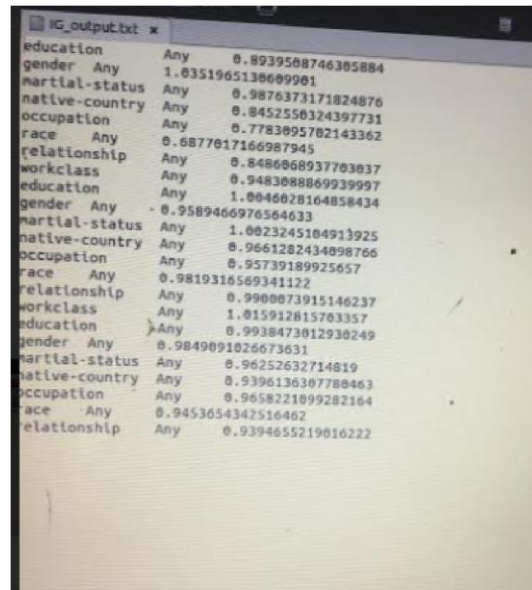 IG_output.txt ×
education Any 0.8939508746305884
gender Any 1.0351965130609901
martial-status Any 0.9876373171824876
native-country Any 0.8452550324397731
occupation Any 0.7783095702143362
race Any 0.6877017166987945
relationship Any 0.8486068937703037
workclass Any 0.9483088869939997
education Any 1.0046028164858434
gender Any 0.9589466976564633
martial-status Any 1.0023245104913925
native-country Any 0.9661282434098766
occupation Any 0.95739189925657
race Any 0.9819316569341122
relationship Any 0.9900073915146237
workclass Any 1.015912815703357
education Any 0.9938473012930249
gender Any 0.9849091026673631
martial-status Any 0.96252632714819
native-country Any 0.9396136307780463
occupation Any 0.9658221099282164
race Any 0.9453654342516462
relationship Any 0.9394655219016222